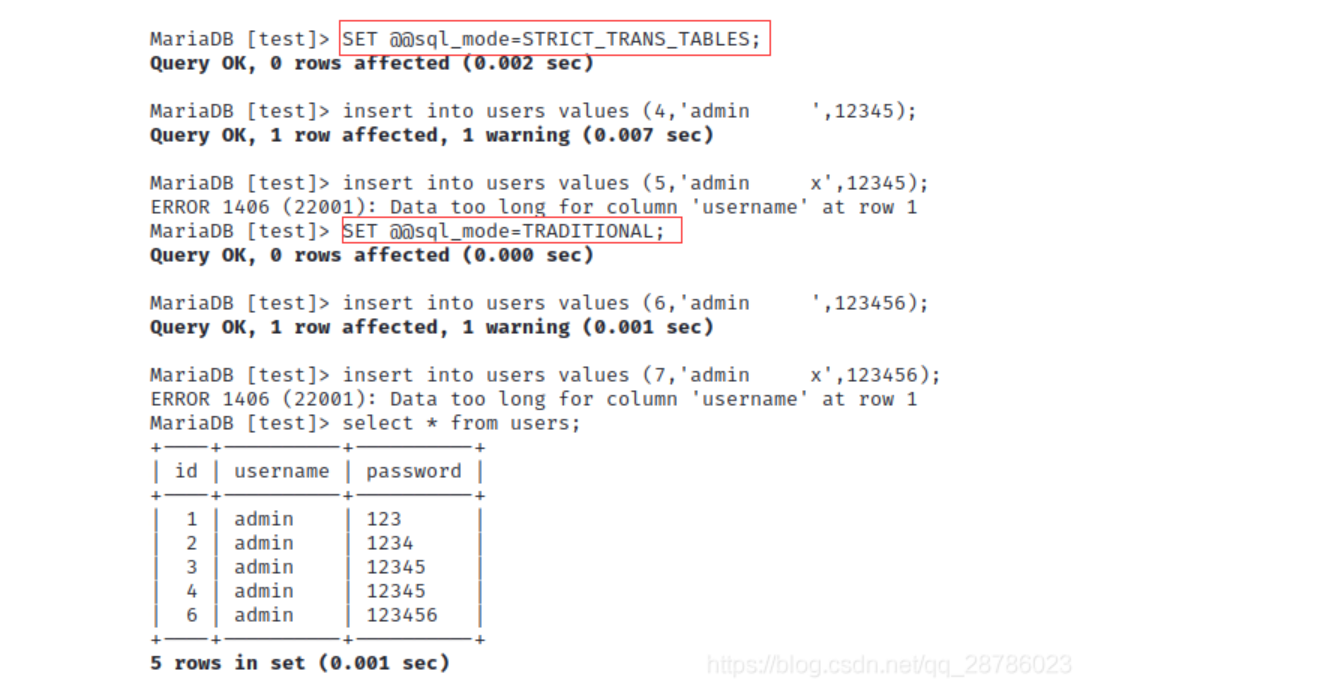 MariaDB [test]> SET @@sql_mode=STRICT_TRANS_TABLES;
Query OK, 0 rows affected (0.002 sec)
MariaDB [test]> insert into users values (4,'admin     ',12345);
Query OK, 1 row affected, 1 warning (0.007 sec)
MariaDB [test]> insert into users values (5,'admin     x',12345);
ERROR 1406 (22001): Data too long for column 'username' at row 1
MariaDB [test]> SET @@sql_mode=TRADITIONAL;
Query OK, 0 rows affected (0.000 sec)
MariaDB [test]> insert into users values (6,'admin     ',123456);
Query OK, 1 row affected, 1 warning (0.001 sec)
MariaDB [test]> insert into users values (7,'admin     x',123456);
ERROR 1406 (22001): Data too long for column 'username' at row 1
MariaDB [test]> select * from users;
| id | username | password |
| 1 | admin | 123 |
| 2 | admin | 1234 |
| 3 | admin | 12345 |
| 4 | admin | 12345 |
| 6 | admin | 123456 |
5 rows in set (0.001 sec)
https://blog.csdn.net/qq_28786023